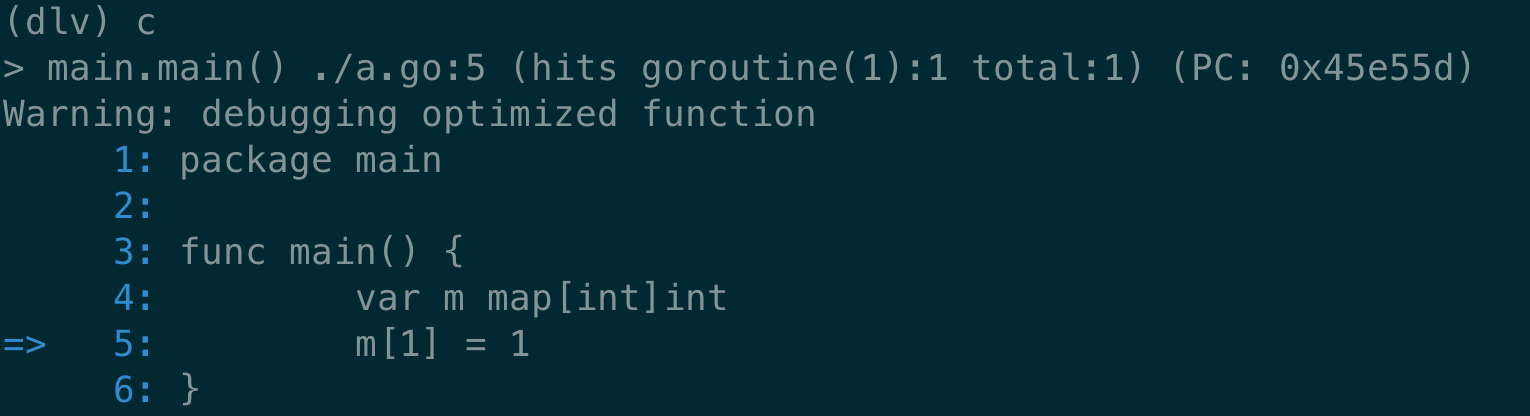 (dlv) c
> main.main() ./a.go:5 (hits goroutine(1):1 total:1) (PC: 0x45e55d)
Warning: debugging optimized function
     1: package main
     2:
     3: func main() {
     4:         var m map[int]int
=>   5:         m[1] = 1
     6: }